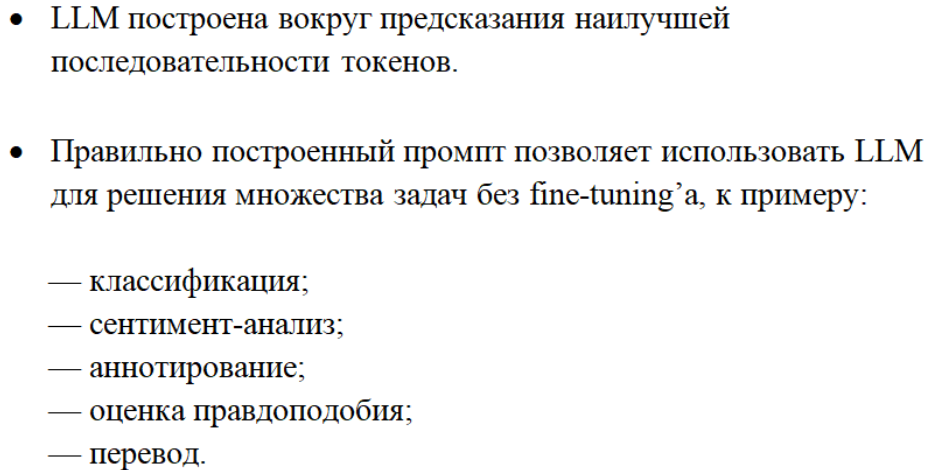 • LLM построена вокруг предсказания наилучшей
последовательности токенов.
• Правильно построенный промпт позволяет использовать LLM
для решения множества задач без fine-tuning’а, к примеру:
— классификация;
— сентимент-анализ;
— аннотирование;
— оценка правдоподобия;
— перевод.